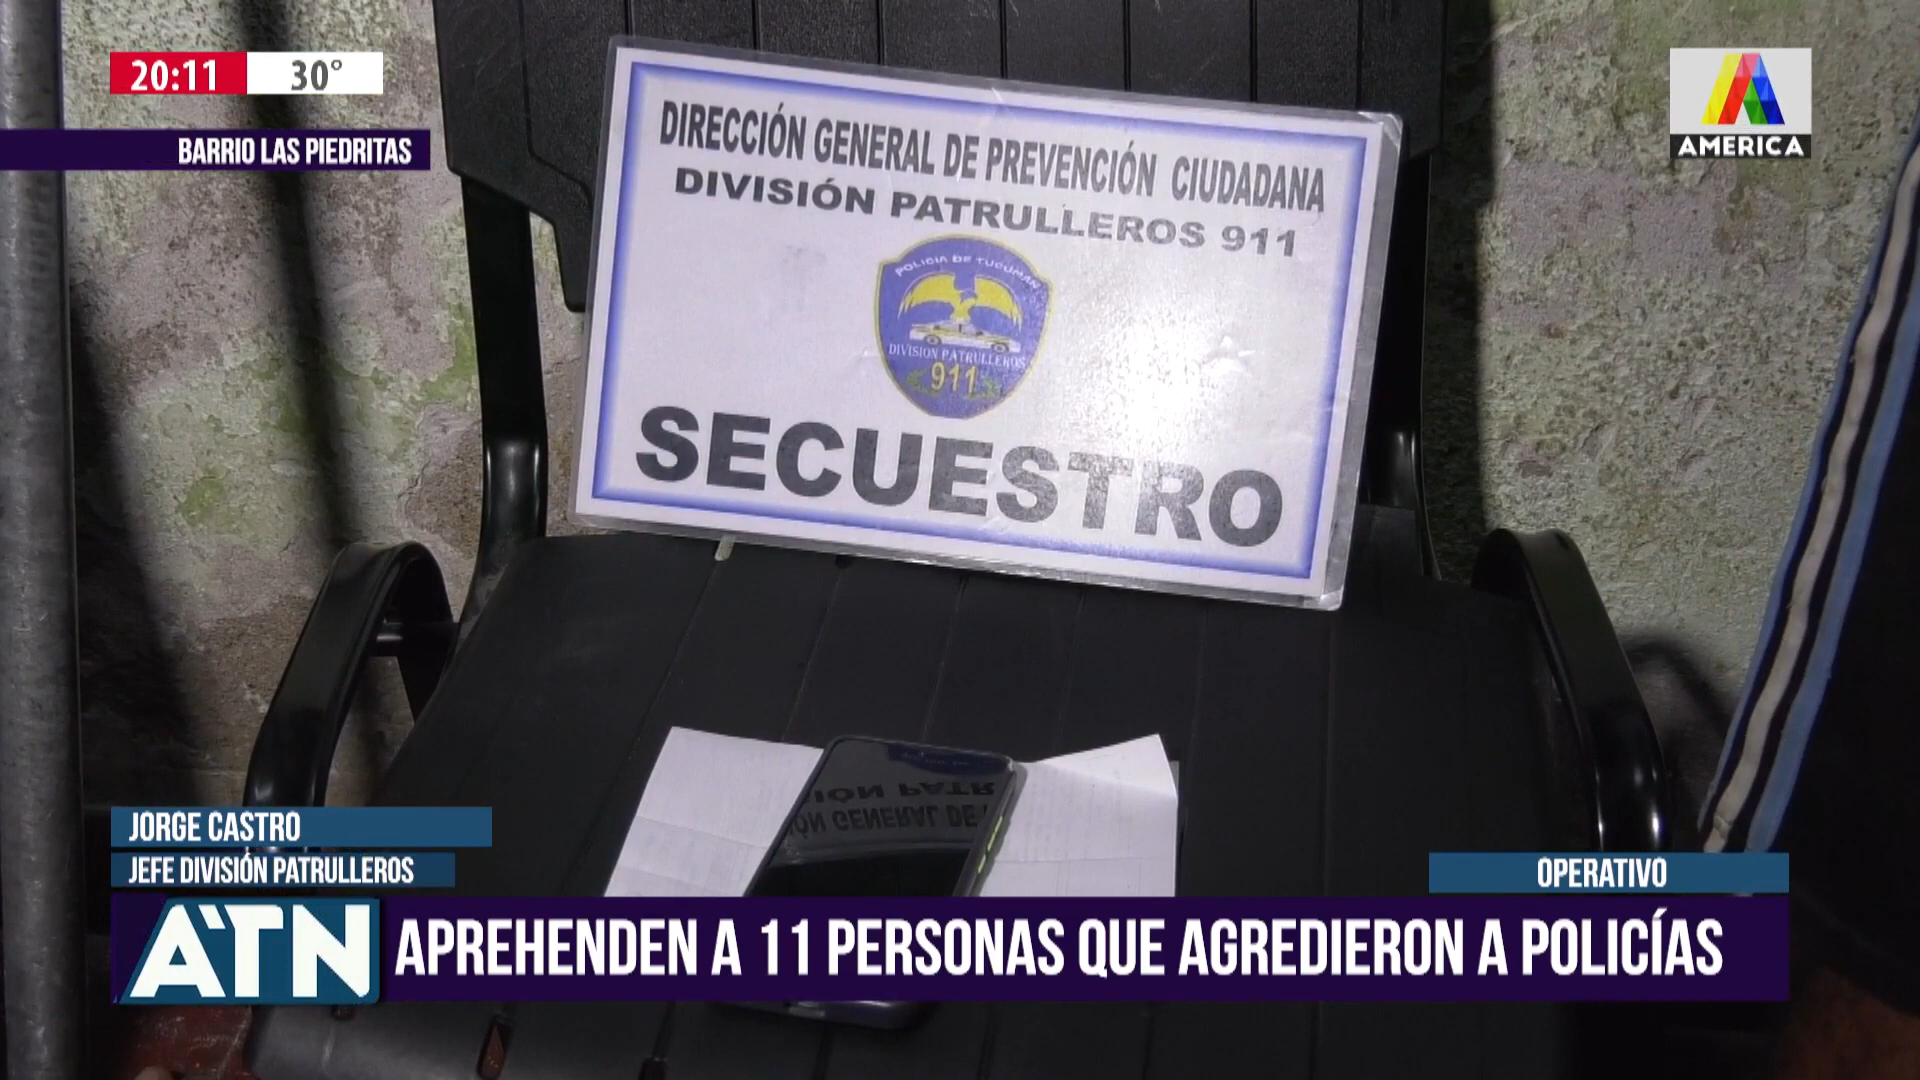 20:11 30°
BARRIO LAS PIEDRITAS
AMERICA
DIRECCIÓN GENERAL DE PREVENCIÓN CIUDADANA
DIVISIÓN PATRULLEROS 911
POLICIA DE TUCUMAN
DIVISION PATRULLEROS
911
SECUESTRO
JORGE CASTRO
JEFE DIVISIÓN PATRULLEROS
OPERATIVO
ATN
APREHENDEN A 11 PERSONAS QUE AGREDIERON A POLICÍAS